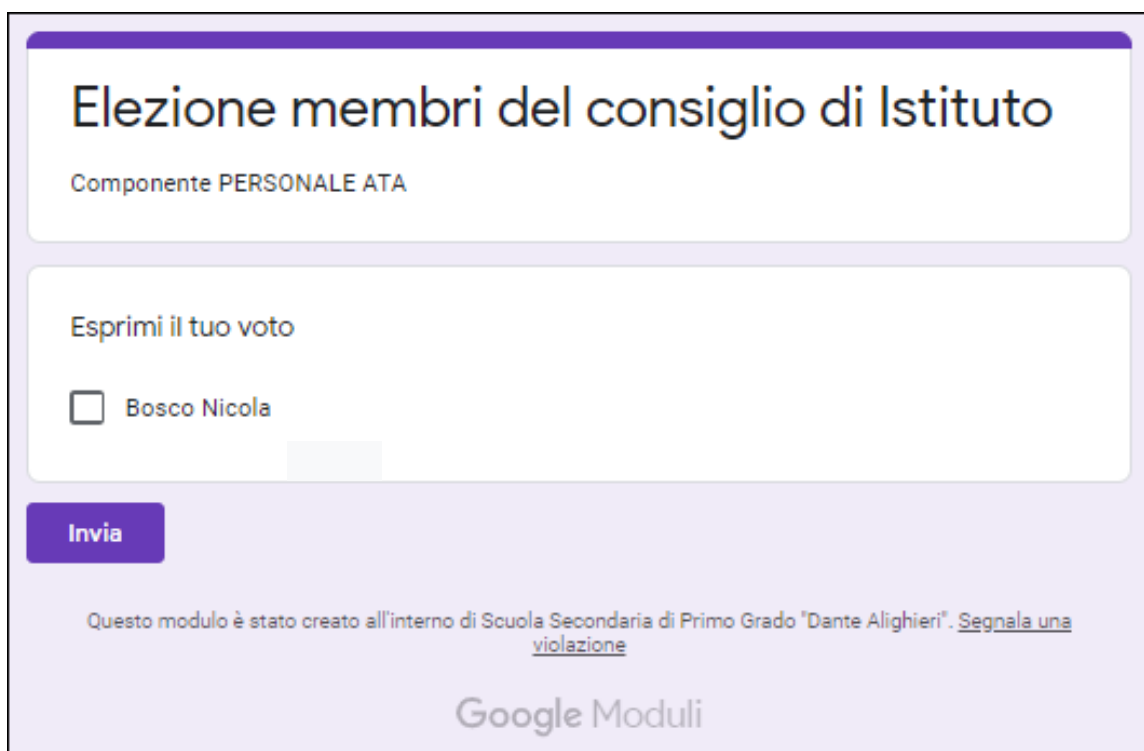 Elezione membri del consiglio di Istituto
Componente PERSONALE ATA
Esprimi il tuo voto
Bosco Nicola
Invia
Questo modulo è stato creato all'interno di Scuola Secondaria di Primo Grado "Dante Alighieri". Segnala una
violazione
Google Moduli